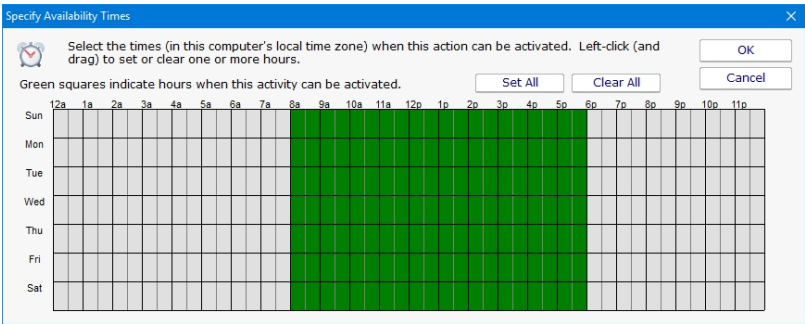 Specify Availability Times
Select the times (in this computer's local time zone) when this action can be activated. Left-click (and
drag) to set or clear one or more hours.
OK
Green squares indicate hours when this activity can be activated.
Set All
Clear All
Cancel
12a 1a 2a 3a 4a 5a 6a 7a 8a 9a 10a 11a 12p 1p 2p 3p 4p 5p 6p 7p 8p 9p 10p 11p
Sun
Mon
Tue
Wed
Thu
Fri
Sat